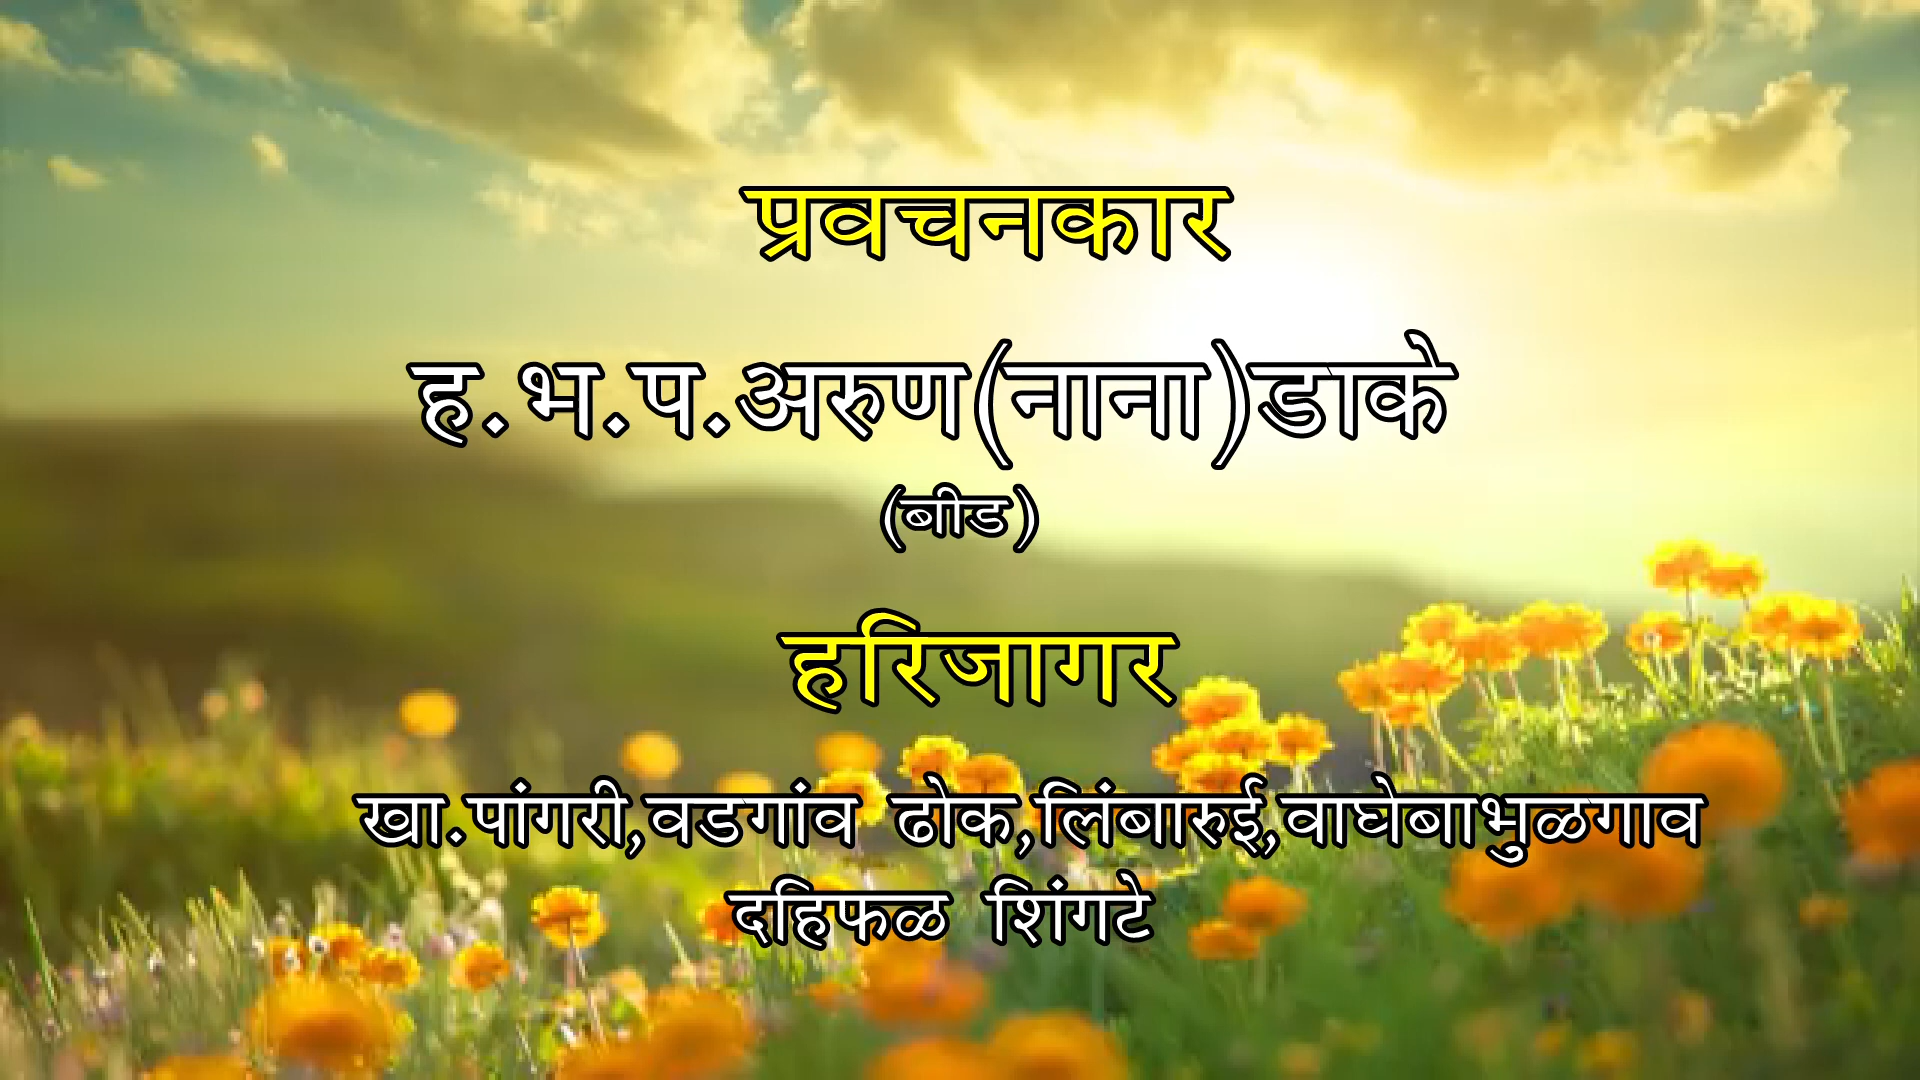 प्रवचनकार
ह.भ.प.अरुण(नाना)डाके
(बीड)
हरिजागर
खा.पांगरी,वडगांव ढोक,लिंबारुई,वाघेबाभुळगाव
दहिफळ शिंगटे